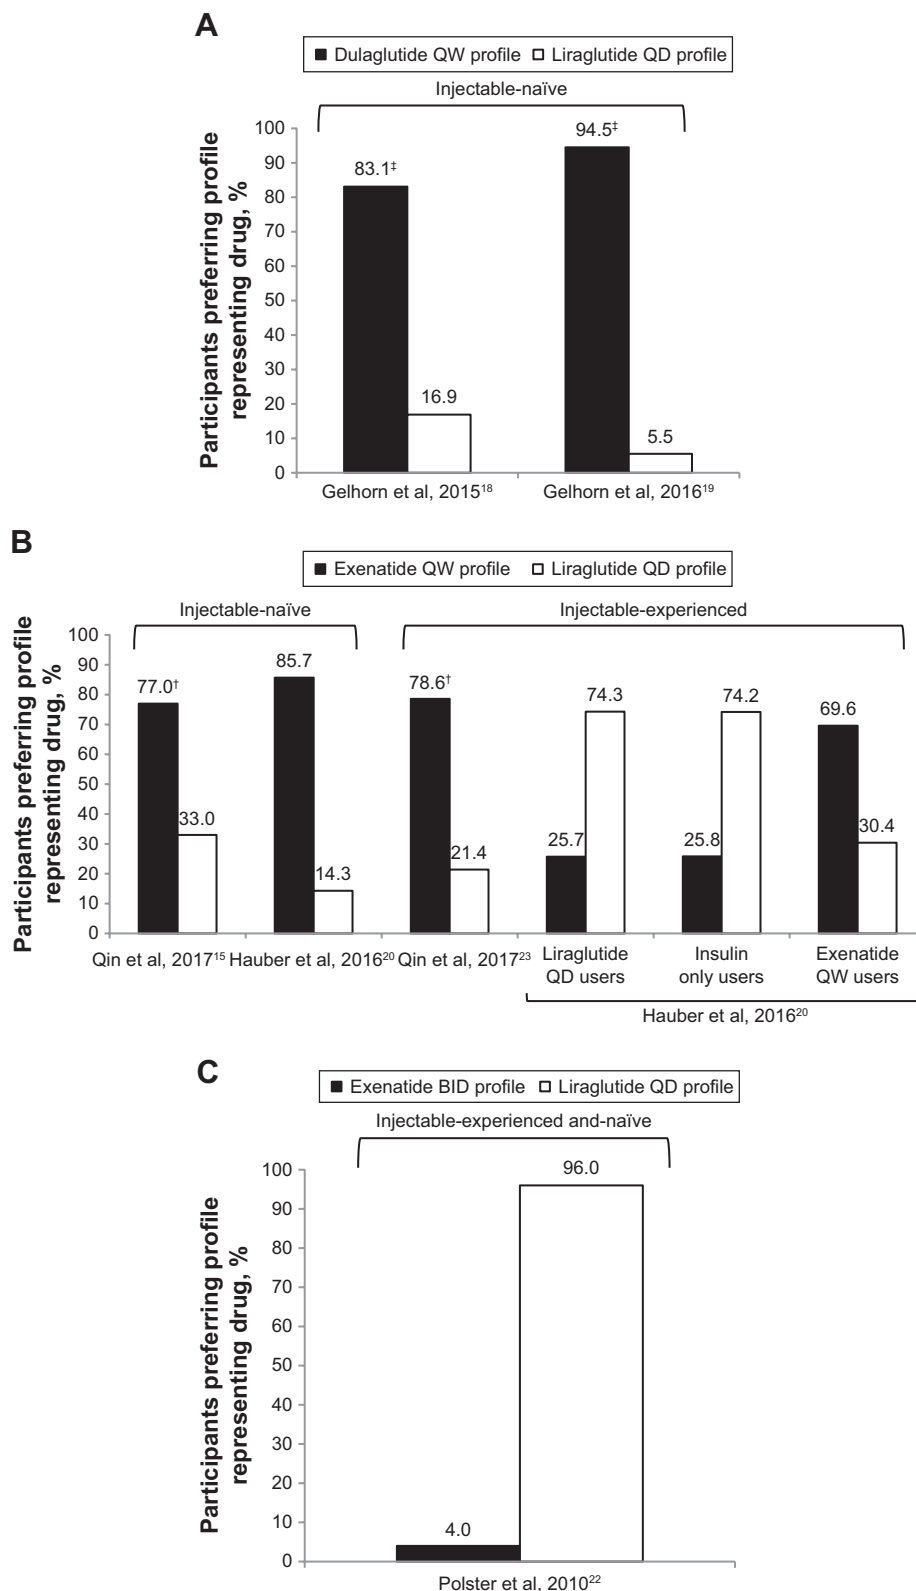 A
■ Dulaglutide QW profile □ Liraglutide QD profile
Injectable-naïve
Participants preferring profile
representing drug, %
100
90
80
70
60
50
40
30
20
10
0
83.1‡
16.9
94.5‡
5.5
Gelhorn et al, 2015¹⁸
Gelhorn et al, 2016¹⁹
B
■ Exenatide QW profile □ Liraglutide QD profile
Injectable-naïve
Injectable-experienced
Participants preferring profile
representing drug, %
100
90
80
70
60
50
40
30
20
10
0
77.0†
33.0
85.7
14.3
78.6†
21.4
25.7
74.3
25.8
74.2
69.6
30.4
Qin et al, 2017¹⁵
Hauber et al, 2016²⁰
Qin et al, 2017²³
Liraglutide
QD users
Insulin
only users
Exenatide
QW users
Hauber et al, 2016²⁰
C
■ Exenatide BID profile □ Liraglutide QD profile
Injectable-experienced and-naïve
Participants preferring profile
representing drug, %
100
90
80
70
60
50
40
30
20
10
0
4.0
96.0
Polster et al, 2010²²